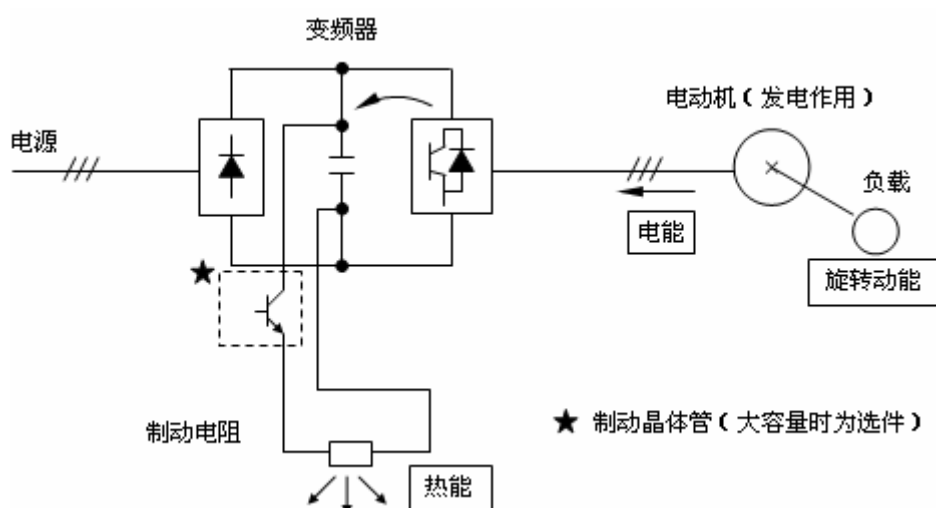 变频器
电动机（发电作用）
电源
负载
电能
旋转动能
★
制动电阻
★ 制动晶体管（大容量时为选件）
热能